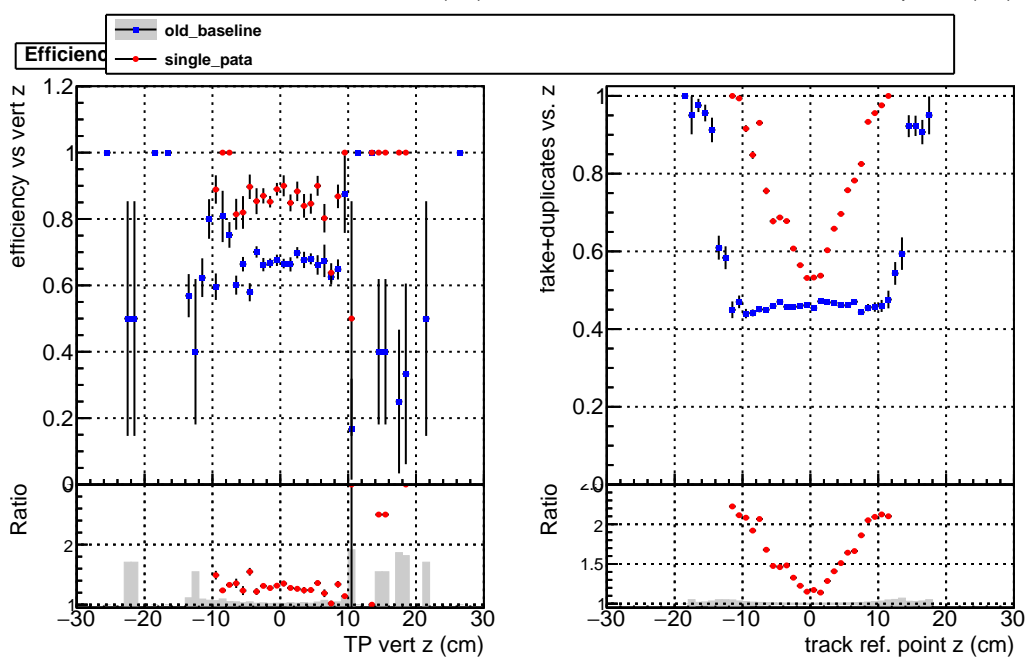 old_baseline
single_pata
Efficienc
efficiency vs vert z
1.2
1
0.8
0.6
0.4
0.2
0
Ratio
2
1
−30 −20 −10 0 10 20 30
TP vert z (cm)
fake+duplicates vs. z
1
0.8
0.6
0.4
0.2
0
Ratio
2
1.5
1
−30 −20 −10 0 10 20 30
track ref. point z (cm)